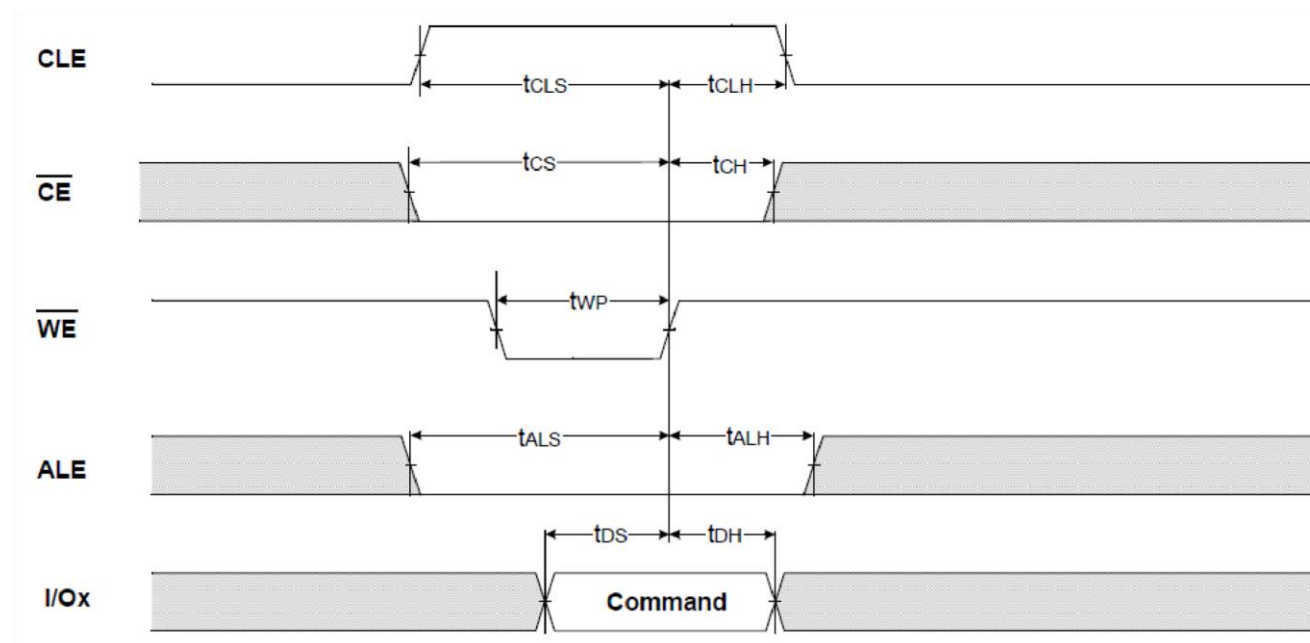 CLE
tCLS
tCLH
CE
tCS
tCH
WE
tWP
ALE
tALS
tALH
I/Ox
tDS
tDH
Command